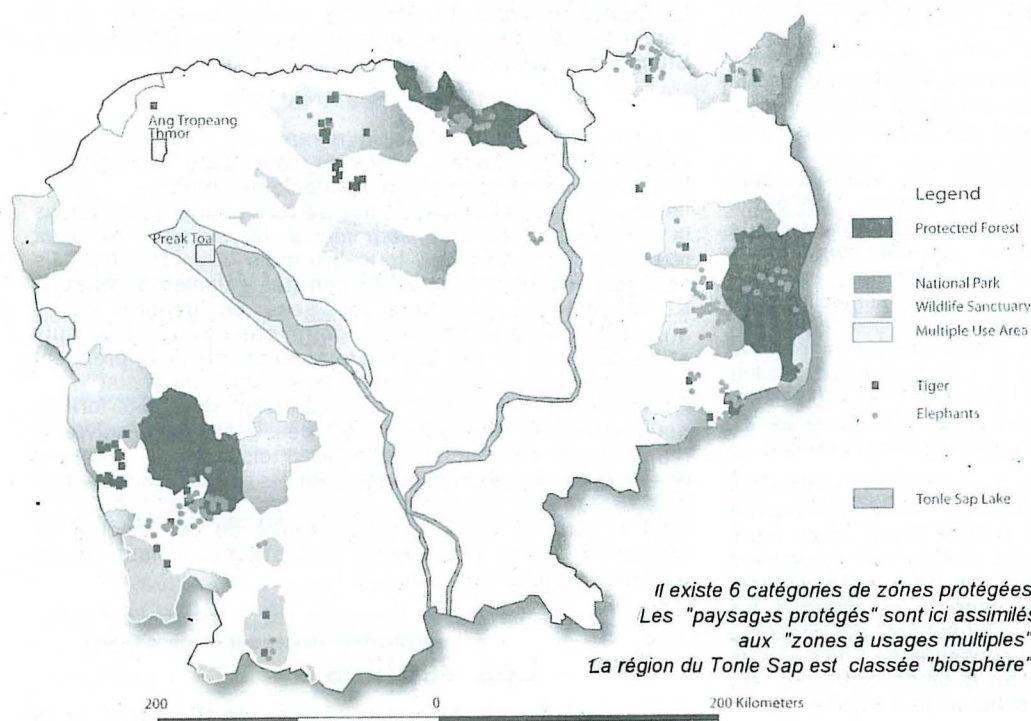 Ang Tropeang
Thmor
Preak Toal
Legend
Protected Forest
National Park
Wildlife Sanctuary
Multiple Use Area
Tiger
Elephants
Tonle Sap Lake
Il existe 6 catégories de zones protégées
Les "paysages protégés" sont ici assimilés
aux "zones à usages multiples"
La région du Tonle Sap est classée "biosphère"
200 0 200 Kilometers